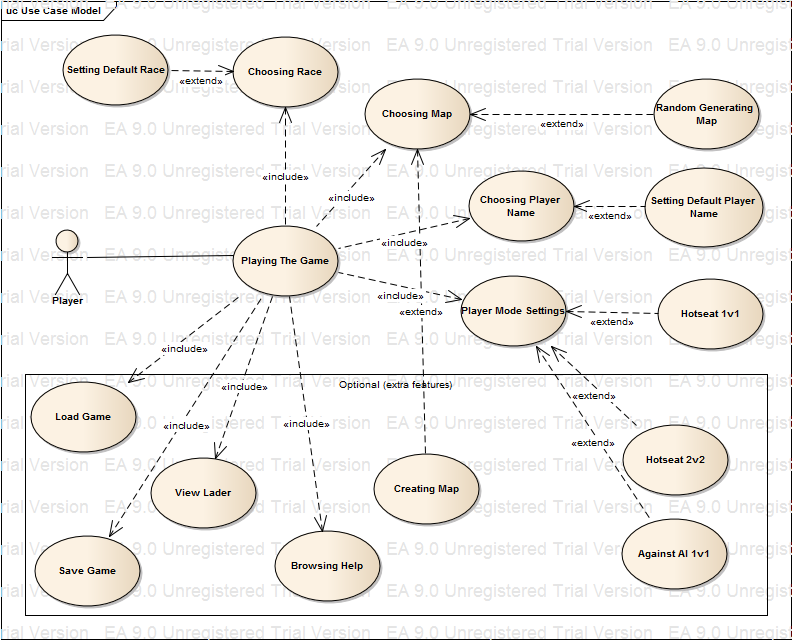 uc Use Case Model
Setting Default Race
«extend»
Choosing Race
Choosing Map
«extend»
Random Generating
Map
«include»
«include»
Choosing Player
Name
«extend»
Setting Default Player
Name
Player
Playing The Game
«include»
«include»
«extend»
Player Mode Settings
«extend»
Hotseat 1v1
«include»
Optional (extra features)
«include»
«extend»
Load Game
«include»
«include»
«extend»
Hotseat 2v2
View Lader
Creating Map
Save Game
Browsing Help
Against AI 1v1
EA 9.0 Unregistered Trial Version